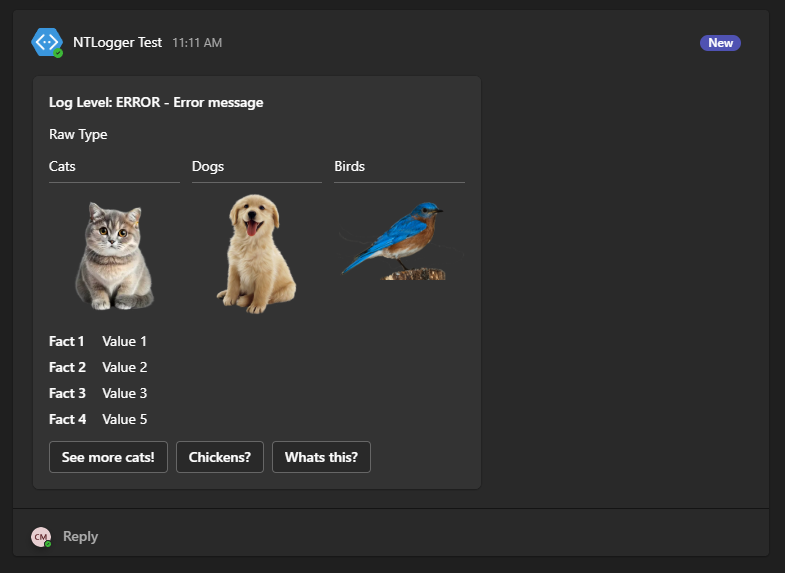 NTLogger Test 11:11 AM New
Log Level: ERROR - Error message
Raw Type
Cats Dogs Birds
Fact 1 Value 1
Fact 2 Value 2
Fact 3 Value 3
Fact 4 Value 5
See more cats! Chickens? Whats this?
CM Reply